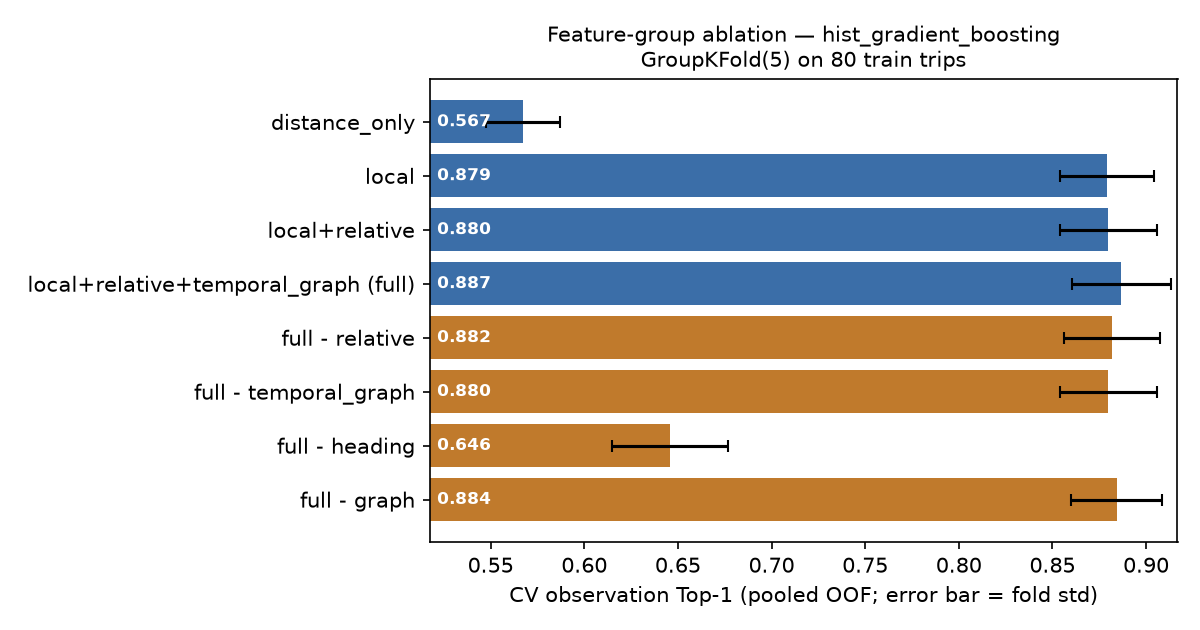 Feature-group ablation — hist_gradient_boosting
GroupKFold(5) on 80 train trips
distance_only
0.567
local
0.879
local+relative
0.880
local+relative+temporal_graph (full)
0.887
full - relative
0.882
full - temporal_graph
0.880
full - heading
0.646
full - graph
0.884
0.55 0.60 0.65 0.70 0.75 0.80 0.85 0.90
CV observation Top-1 (pooled OOF; error bar = fold std)